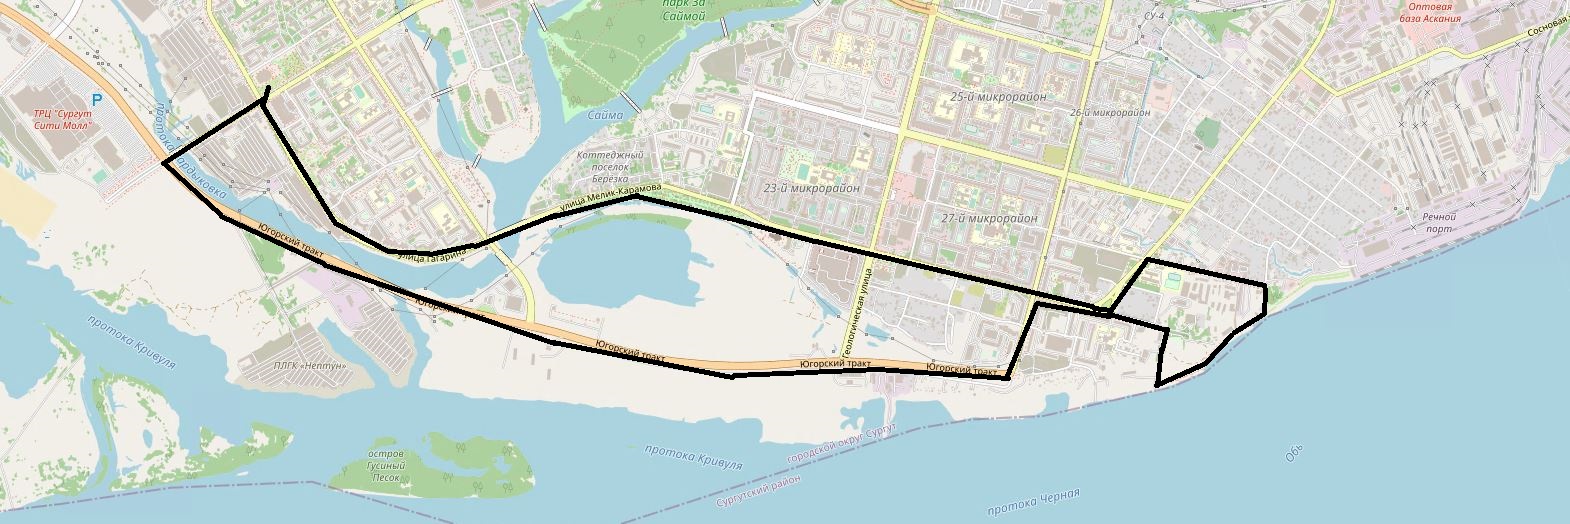 парк За
Саймой
СУ-4
Оптовая
база Аскания
Сосновая
P
ТРЦ "Сургут
Сити Молл"
протока Кардыковка
Сайма
25-й микрорайон
26-й микрорайон
Коттеджный
поселок
Березка
улица Мелик-Карамова
23-й микрорайон
27-й микрорайон
Речной
порт
Югорский тракт
улица Гагарина
Югорский
Геологическая улица
протока Кривуля
ПЛГК «Нептун»
Югорский тракт
Югорский тракт
Югорский тракт
остров
Гусиный
Песок
протока Кривуля
городской округ Сургут
Сургутский район
Обь
протока Черная